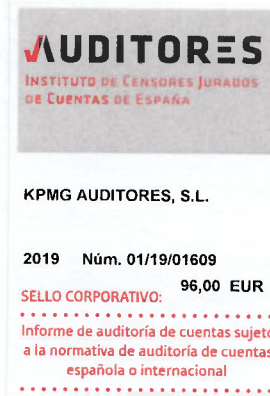 AUDITORES
INSTITUTO DE CENSORES JURADOS
DE CUENTAS DE ESPAÑA
KPMG AUDITORES, S.L.
2019 Núm. 01/19/01609
96,00 EUR
SELLO CORPORATIVO:
Informe de auditoría de cuentas sujeto
a la normativa de auditoría de cuentas
española o internacional